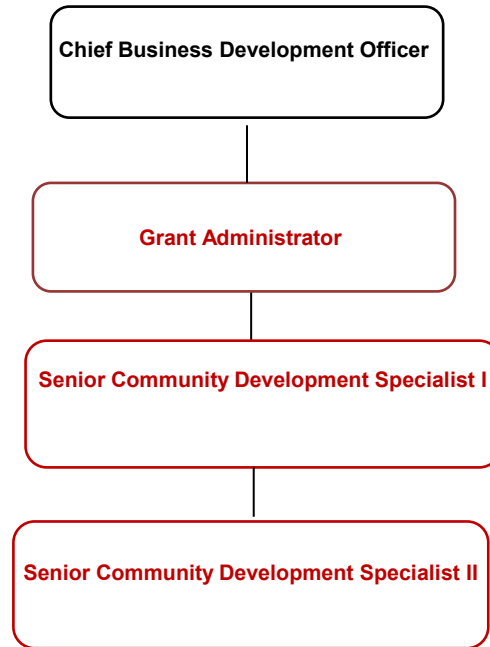 Chief Business Development Officer
Grant Administrator
Senior Community Development Specialist I
Senior Community Development Specialist II